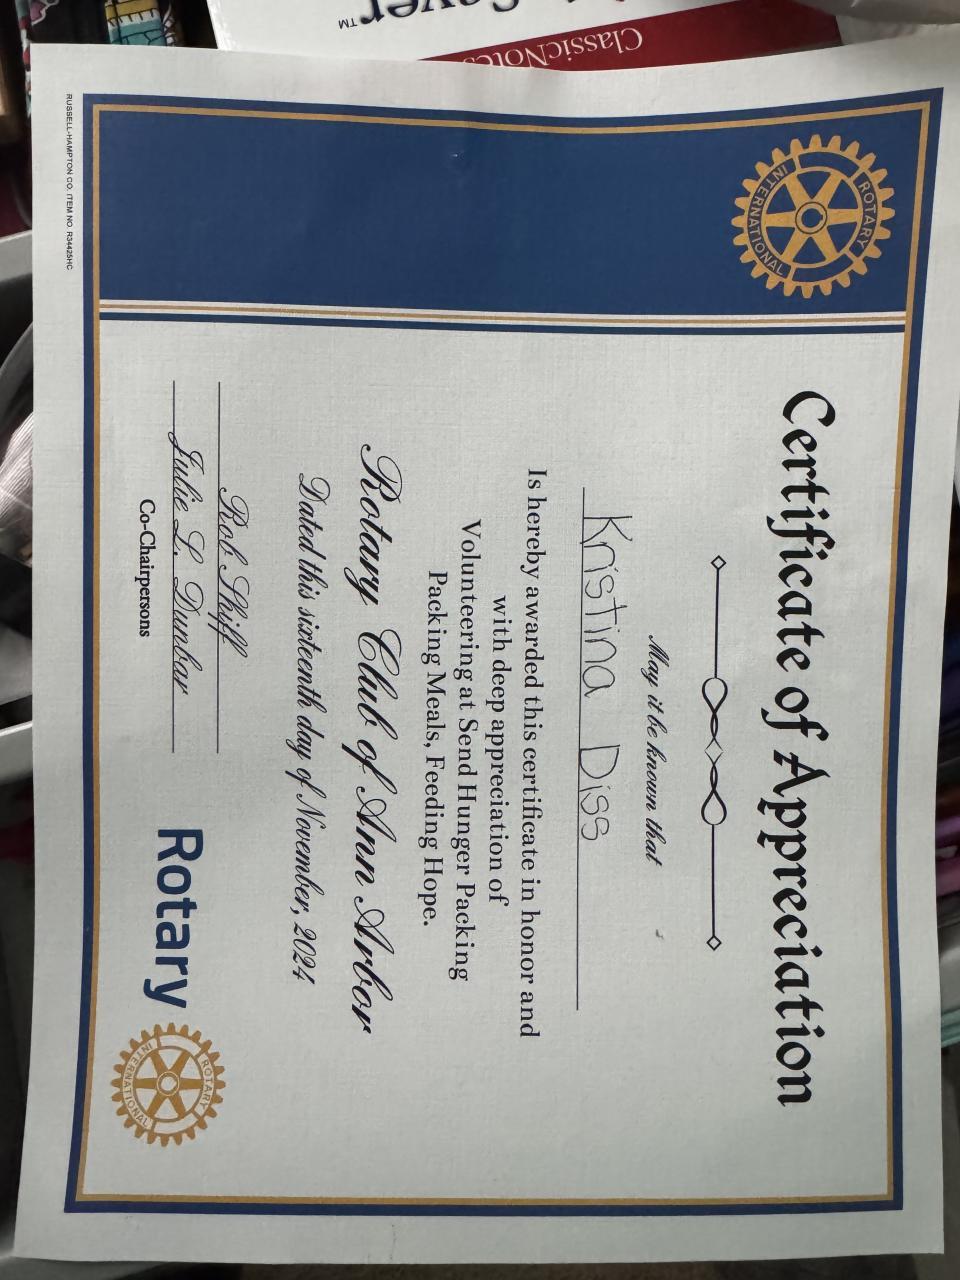 Saver™
ClassicNotes
ROTARY
INTERNATIONAL
Certificate of Appreciation
May it be known that
Kristina Diss
Is hereby awarded this certificate in honor and
with deep appreciation of
Volunteering at Send Hunger Packing
Packing Meals, Feeding Hope.
Rotary Club of Ann Arbor
Dated this sixteenth day of November, 2024
Rob Shiff
Julie L. Dunbar
Co-Chairpersons
Rotary
ROTARY
INTERNATIONAL
RUSSELL-HAMPTON CO. ITEM NO. R34425HC